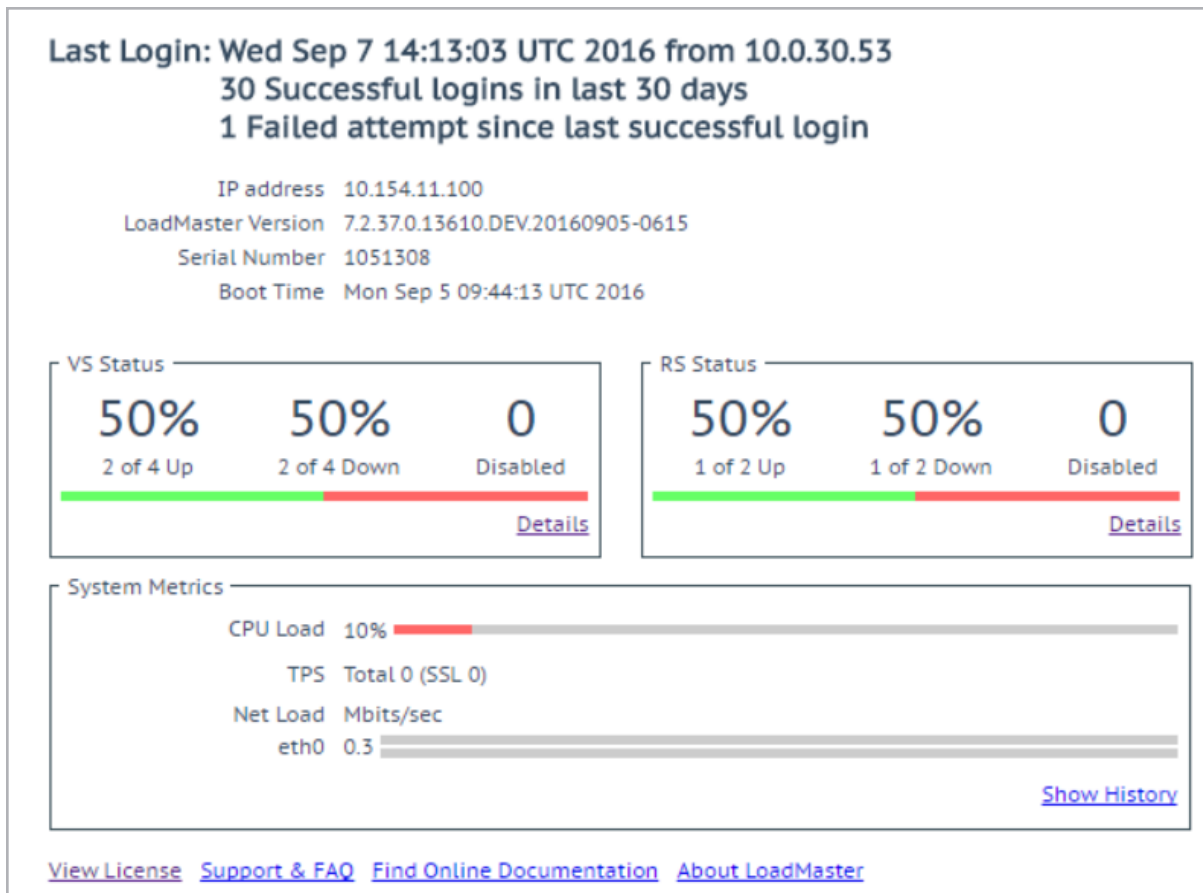 Last Login: Wed Sep 7 14:13:03 UTC 2016 from 10.0.30.53
30 Successful logins in last 30 days
1 Failed attempt since last successful login
IP address 10.154.11.100
LoadMaster Version 7.2.37.0.13610.DEV.20160905-0615
Serial Number 1051308
Boot Time Mon Sep 5 09:44:13 UTC 2016
VS Status
50% 50% 0
2 of 4 Up 2 of 4 Down Disabled
Details
RS Status
50% 50% 0
1 of 2 Up 1 of 2 Down Disabled
Details
System Metrics
CPU Load 10%
TPS Total 0 (SSL 0)
Net Load Mbits/sec
eth0 0.3
Show History
View License Support & FAQ Find Online Documentation About LoadMaster